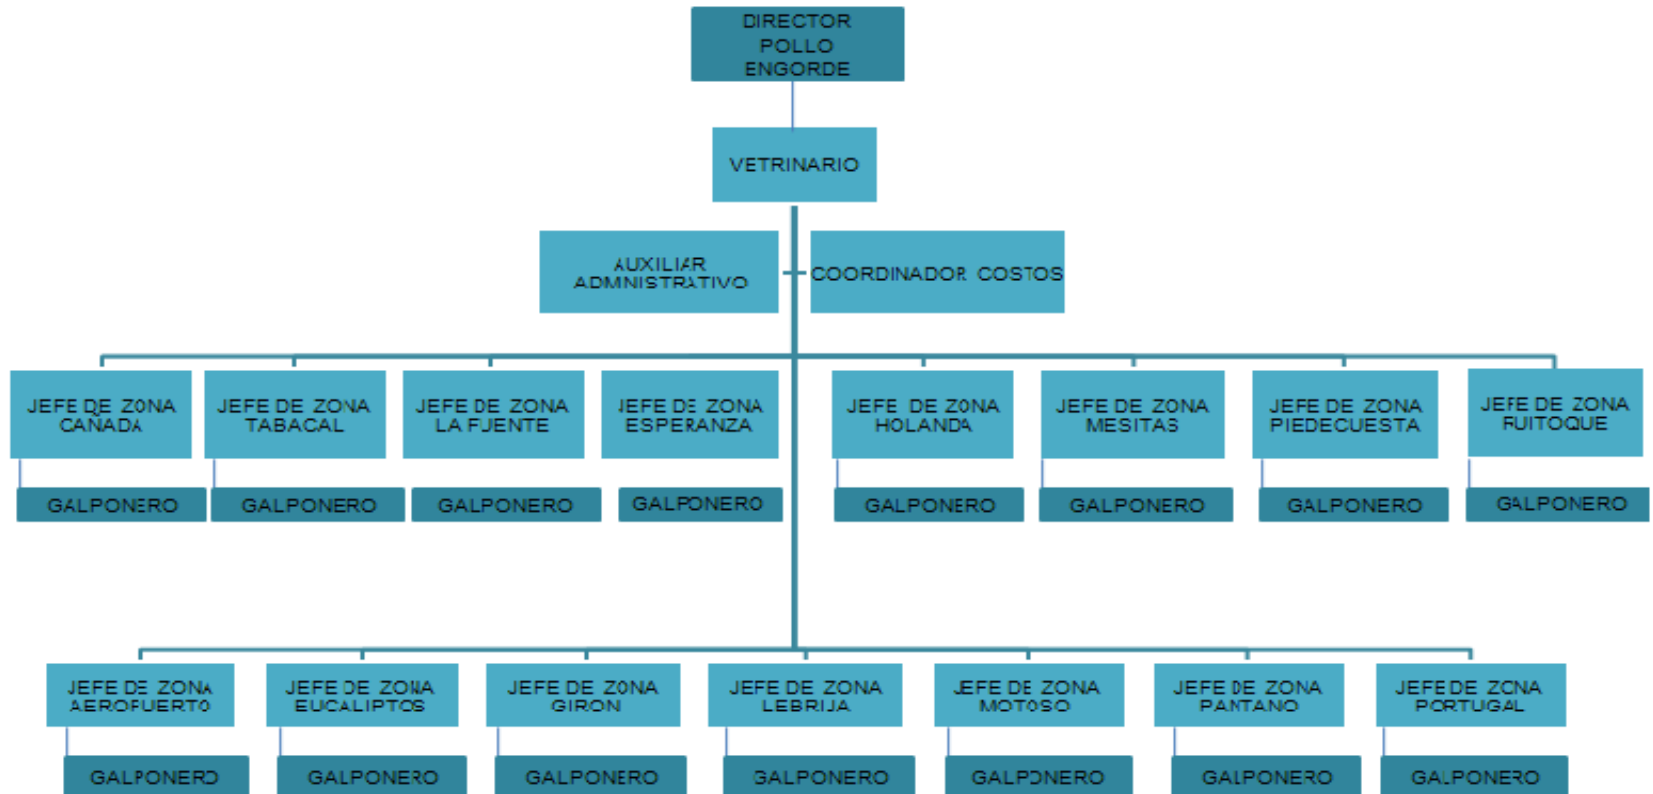 DIRECTOR
POLLO
ENGORDE
VETRINARIO
AUXILIAR
ADMNISTRATIVO
COORDINADOR COSTOS
JEFE DE ZONA
CAÑADA
JEFE DE ZONA
TABACAL
JEFE DE ZONA
LA FUENTE
JEFE DE ZONA
ESPERANZA
JEFE DE ZONA
HOLANDA
JEFE DE ZONA
MESITAS
JEFE DE ZONA
PIEDECUESTA
JEFE DE ZONA
RUITOQUE
GALPONERO
GALPONERO
GALPONERO
GALPONERO
GALPONERO
GALPONERO
GALPONERO
GALPONERO
JEFE DE ZONA
AEROPUERTO
JEFE DE ZONA
EUCALIPTOS
JEFE DE ZONA
GIRON
JEFE DE ZONA
LEBRIJA
JEFE DE ZONA
MOTOSO
JEFE DE ZONA
PANTANO
JEFE DE ZONA
PORTUGAL
GALPONERO
GALPONERO
GALPONERO
GALPONERO
GALPONERO
GALPONERO
GALPONERO